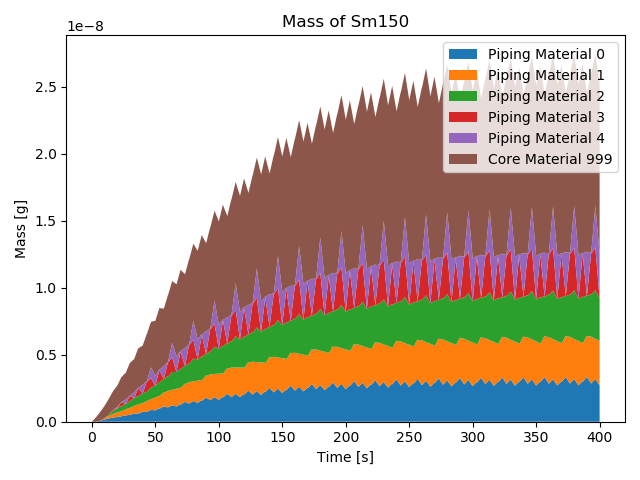 Mass of Sm150
1e−8
Mass [g]
2.5
2.0
1.5
1.0
0.5
0.0
0 50 100 150 200 250 300 350 400
Time [s]
Piping Material 0
Piping Material 1
Piping Material 2
Piping Material 3
Piping Material 4
Core Material 999